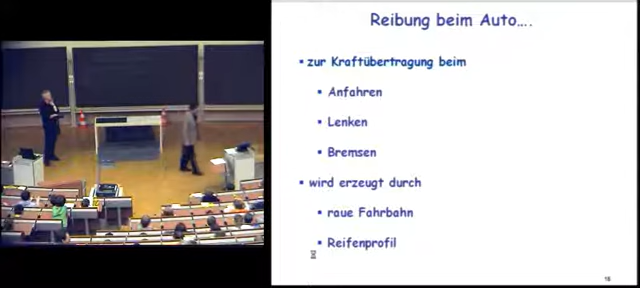 Reibung beim Auto....
▪ zur Kraftübertragung beim
▪ Anfahren
▪ Lenken
▪ Bremsen
▪ wird erzeugt durch
▪ raue Fahrbahn
▪ Reifenprofil